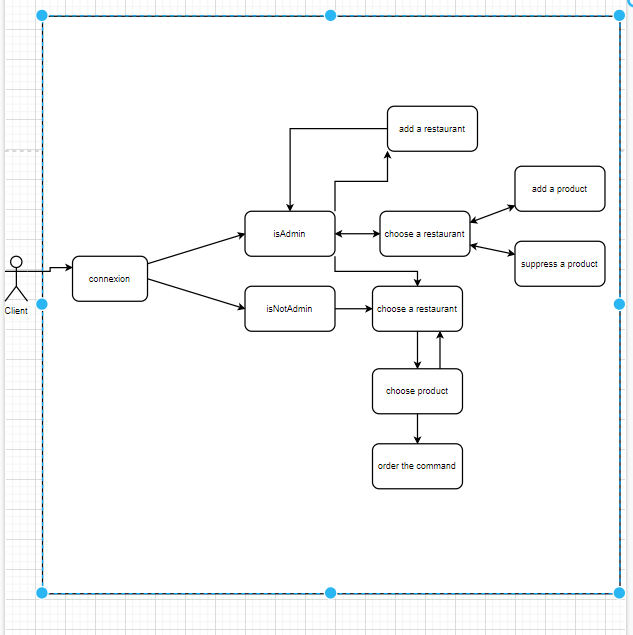 add a restaurant
add a product
isAdmin
choose a restaurant
suppress a product
connexion
Client
isNotAdmin
choose a restaurant
choose product
order the command